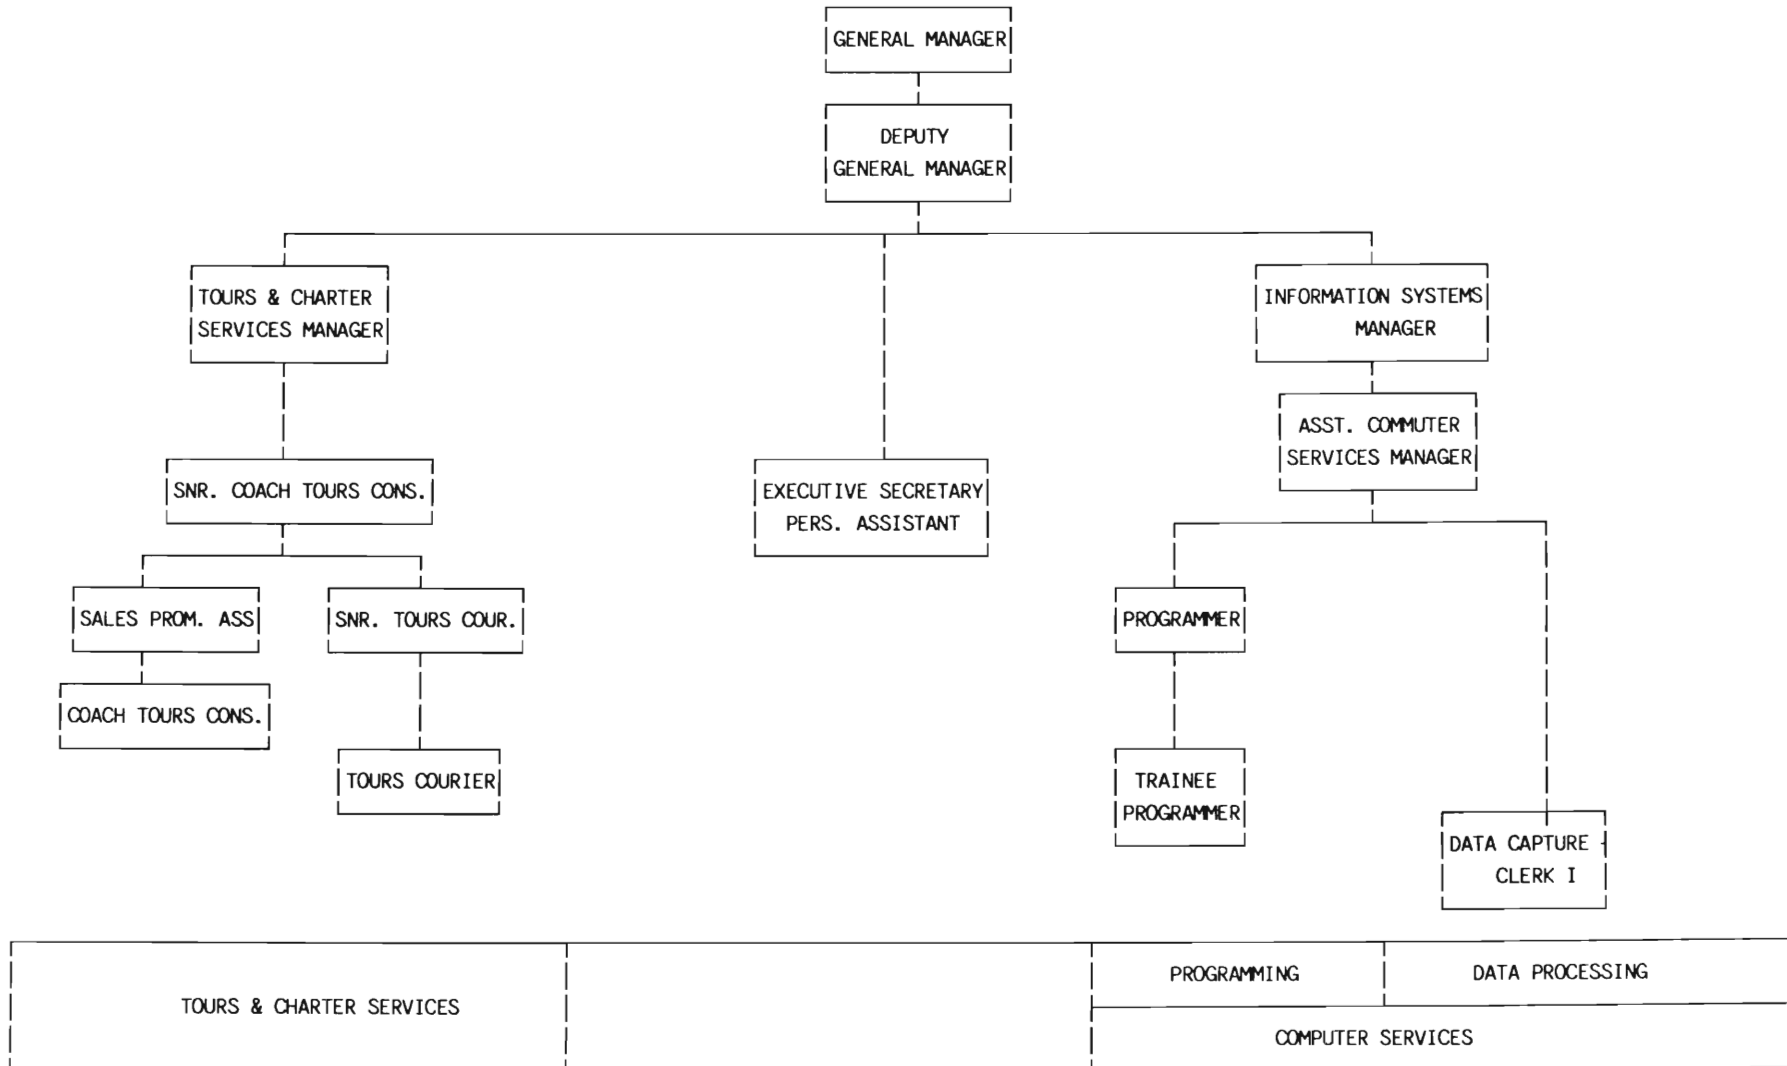 GENERAL MANAGER
DEPUTY
GENERAL MANAGER
TOURS & CHARTER
SERVICES MANAGER
INFORMATION SYSTEMS
MANAGER
ASST. COMMUTER
SERVICES MANAGER
SNR. COACH TOURS CONS.
EXECUTIVE SECRETARY
PERS. ASSISTANT
SALES PROM. ASS
SNR. TOURS COUR.
PROGRAMMER
COACH TOURS CONS.
TOURS COURIER
TRAINEE
PROGRAMMER
DATA CAPTURE -
CLERK I
TOURS & CHARTER SERVICES
PROGRAMMING
DATA PROCESSING
COMPUTER SERVICES